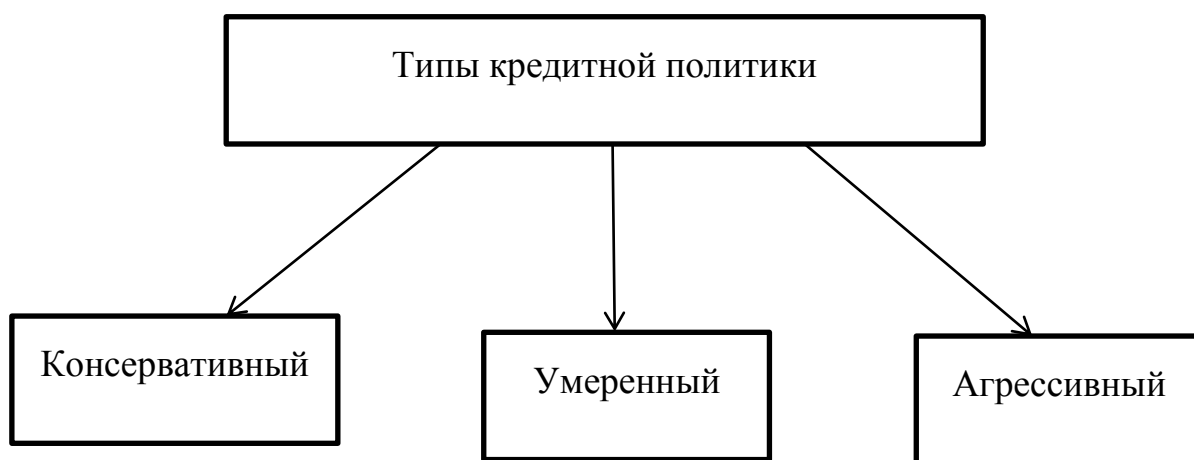 Типы кредитной политики
Консервативный
Умеренный
Агрессивный